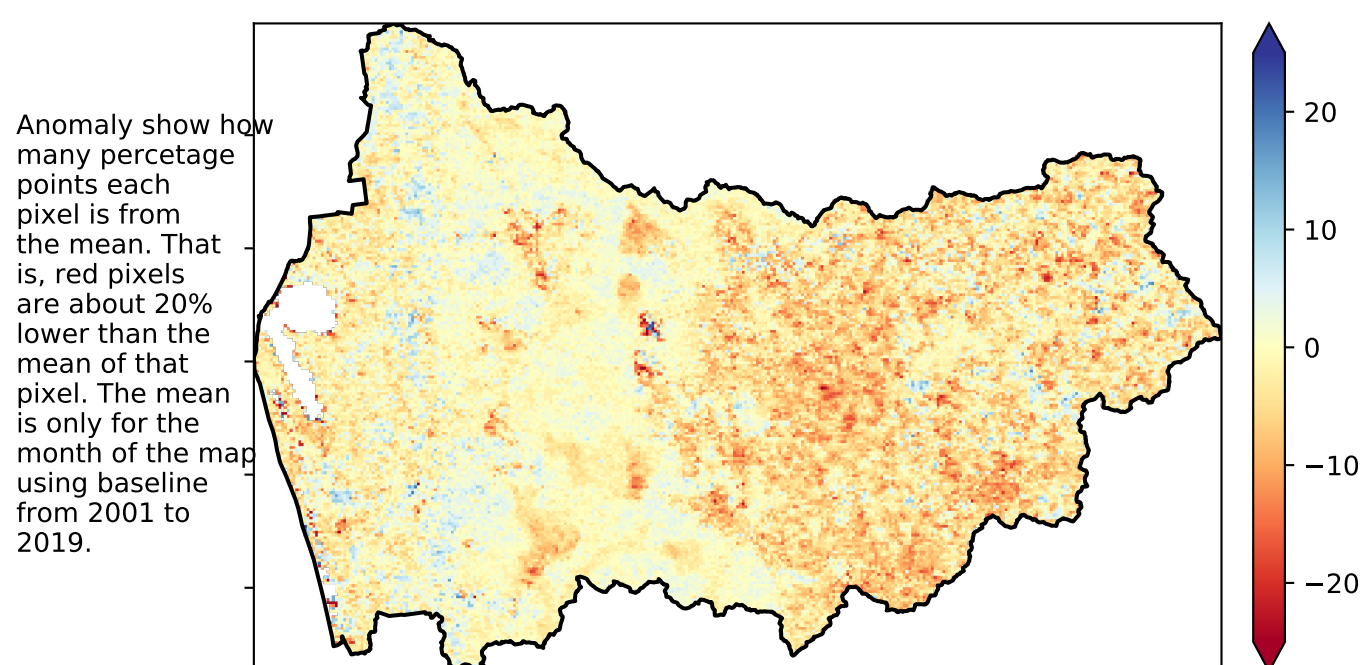 Anomaly show how
many percetage
points each
pixel is from
the mean. That
is, red pixels
are about 20%
lower than the
mean of that
pixel. The mean
is only for the
month of the map
using baseline
from 2001 to
2019.
20
10
0
−10
−20